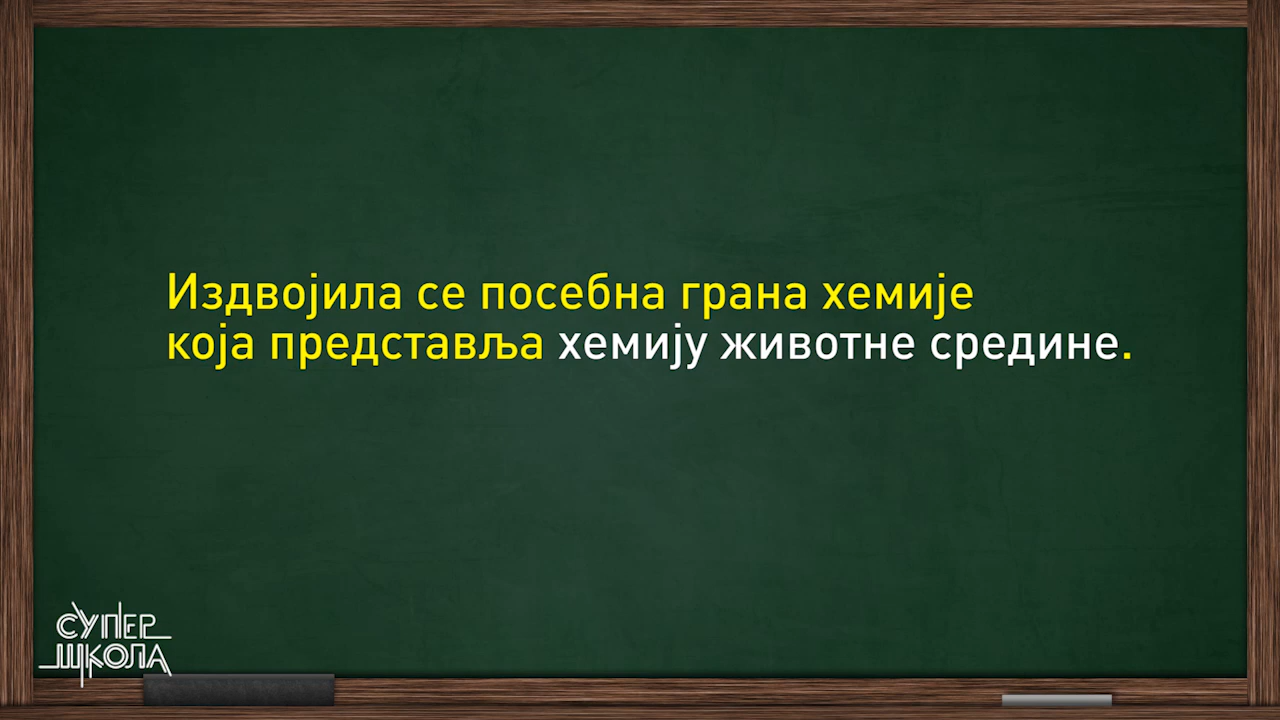 Издвојила се посебна грана хемије
која представља хемију животне средине.
СУПЕР
ШКОЛА